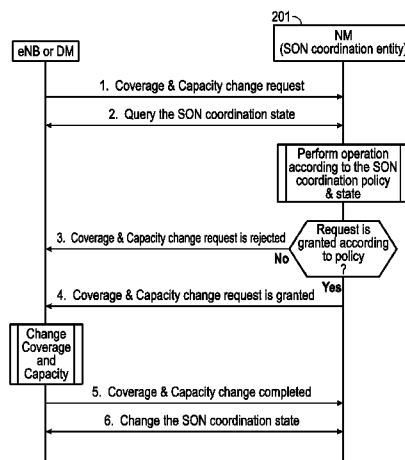 201
NM
(SON coordination entity)
eNB or DM
1. Coverage & Capacity change request
2. Query the SON coordination state
Perform operation
according to the SON
coordination policy
& state
Request is
granted according
to policy
?
3. Coverage & Capacity change request is rejected
No
Yes
4. Coverage & Capacity change request is granted
Change
Coverage
and
Capacity
5. Coverage & Capacity change completed
6. Change the SON coordination state